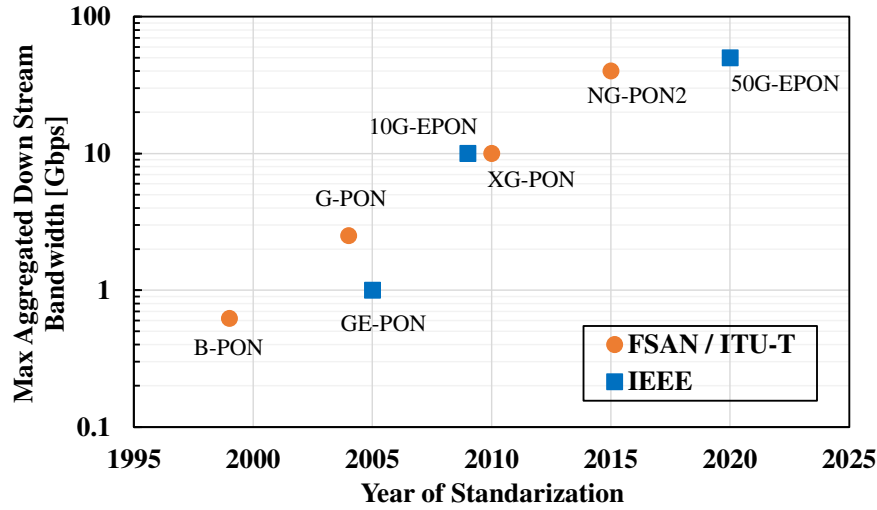 Max Aggregated Down Stream
Bandwidth [Gbps]
100
10
1
0.1
1995
2000
2005
2010
2015
2020
2025
Year of Standarization
B-PON
G-PON
GE-PON
10G-EPON
XG-PON
NG-PON2
50G-EPON
FSAN / ITU-T
IEEE